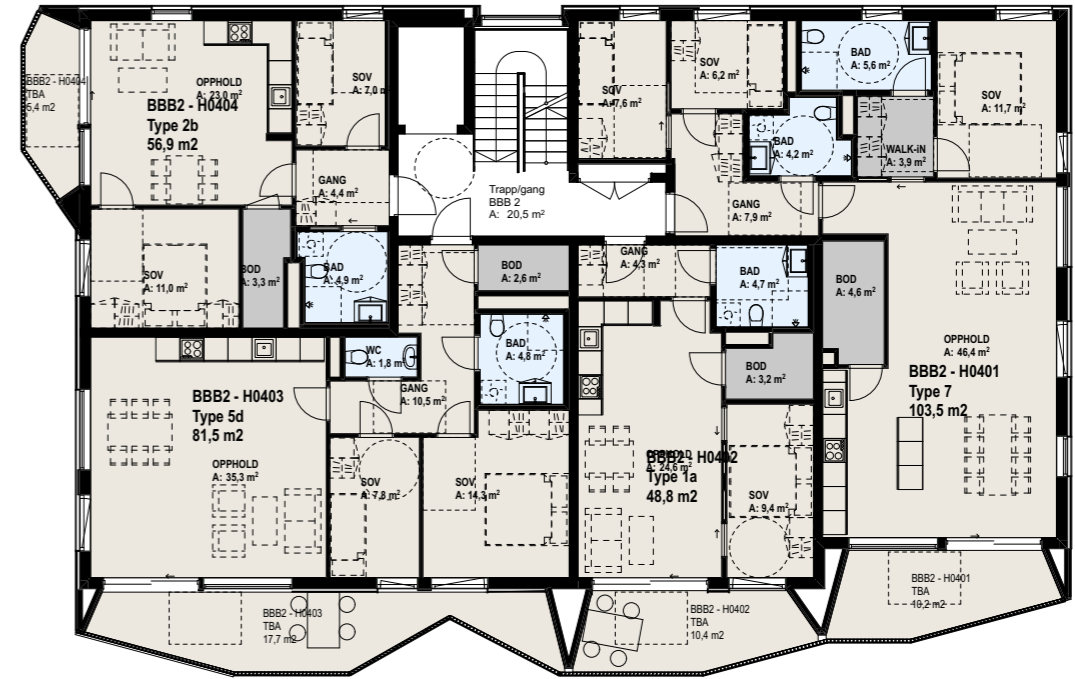 BBB2 - H0404
TBA
5,4 m2
OPPHOLD
A: 23,0 m²
BBB2 - H0404
Type 2b
56,9 m2
SOV
A: 7,0 m
GANG
A: 4,4 m²
SOV
A: 11,0 m²
BOD
A: 3,3 m²
BAD
A: 4,9 m²
Trapp/gang
BBB 2
A: 20,5 m²
SOV
A: 7,6 m²
SOV
A: 6,2 m²
BAD
A: 5,6 m²
SOV
A: 11,7 m²
BAD
A: 4,2 m²
WALK-IN
A: 3,9 m²
GANG
A: 7,9 m²
BOD
A: 2,6 m²
GANG
A: 4,3 m²
BAD
A: 4,7 m²
BOD
A: 4,6 m²
BAD
A: 4,8 m²
WC
A: 1,8 m
GANG
A: 10,5 m²
BOD
A: 3,2 m²
OPPHOLD
A: 46,4 m²
BBB2 - H0401
Type 7
103,5 m2
BBB2 - H0403
Type 5d
81,5 m2
OPPHOLD
A: 35,3 m²
SOV
A: 7,8 m²
SOV
A: 14,3 m²
OPPHOLD
A: 24,6 m²
BBB2 - H0402
Type 1a
48,8 m2
SOV
A: 9,4 m²
BBB2 - H0403
TBA
17,7 m2
BBB2 - H0402
TBA
10,4 m2
BBB2 - H0401
TBA
10,2 m2